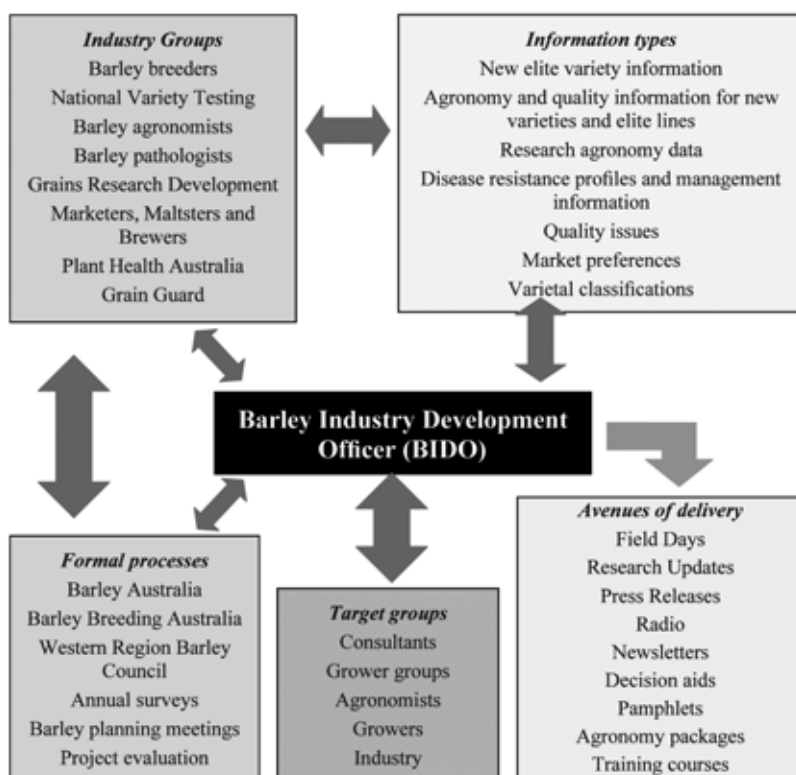 Industry Groups
Barley breeders
National Variety Testing
Barley agronomists
Barley pathologists
Grains Research Development
Marketers, Maltsters and
Brewers
Plant Health Australia
Grain Guard
Information types
New elite variety information
Agronomy and quality information for new
varieties and elite lines
Research agronomy data
Disease resistance profiles and management
information
Quality issues
Market preferences
Varietal classifications
Barley Industry Development
Officer (BIDO)
Formal processes
Barley Australia
Barley Breeding Australia
Western Region Barley
Council
Annual surveys
Barley planning meetings
Project evaluation
Target groups
Consultants
Grower groups
Agronomists
Growers
Industry
Avenues of delivery
Field Days
Research Updates
Press Releases
Radio
Newsletters
Decision aids
Pamphlets
Agronomy packages
Training courses